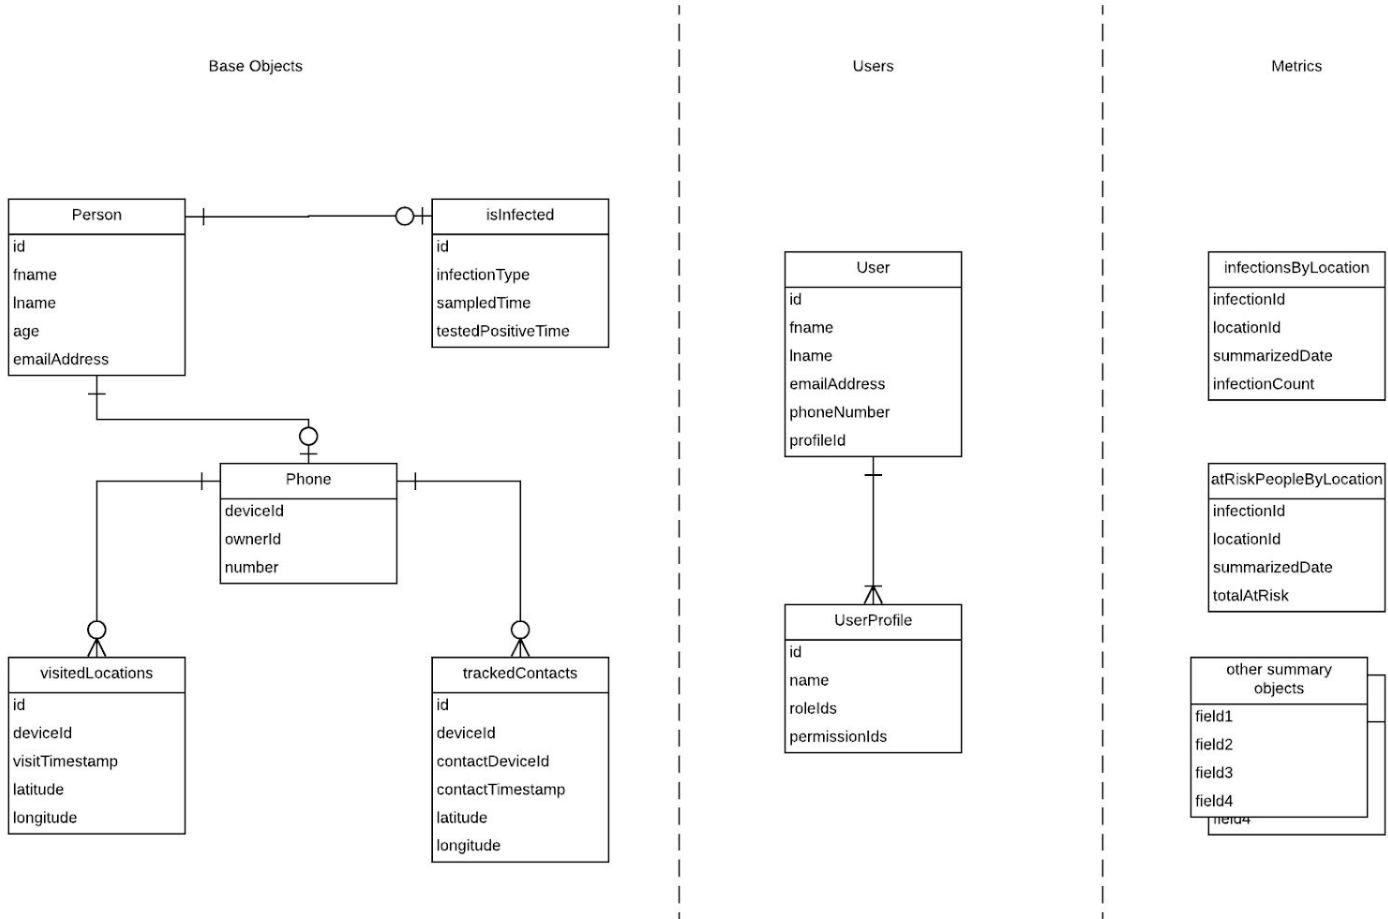 Base Objects
Users
Metrics
Person
id
fname
lname
age
emailAddress
isInfected
id
infectionType
sampledTime
testedPositiveTime
Phone
deviceId
ownerId
number
visitedLocations
id
deviceId
visitTimestamp
latitude
longitude
trackedContacts
id
deviceId
contactDeviceId
contactTimestamp
latitude
longitude
User
id
fname
lname
emailAddress
phoneNumber
profileId
UserProfile
id
name
roleIds
permissionIds
infectionsByLocation
infectionId
locationId
summarizedDate
infectionCount
atRiskPeopleByLocation
infectionId
locationId
summarizedDate
totalAtRisk
other summary
objects
field1
field2
field3
field4
field4